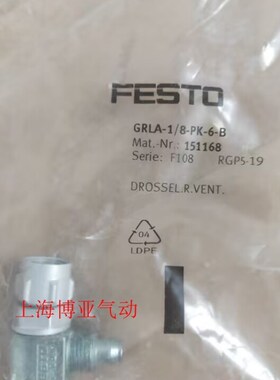 FESTO
GRLA-1/8-PK-6-B
Mat.-Nr.: 151168
Serie: F108 RGP5-19
DROSSEL.R.VENT.
04
LDPE
上海博亚气动